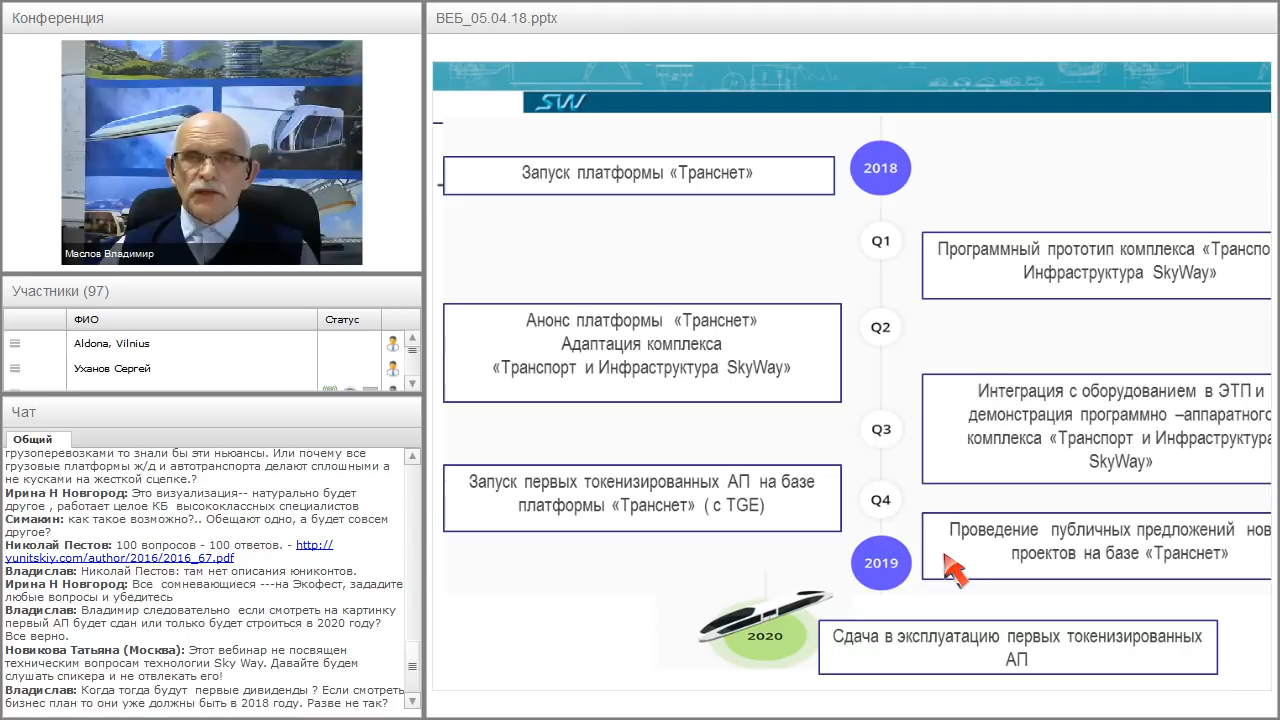 Конференция
Маслов Владимир
Участники (97)
ФИО
Статус
Aldona, Vilnius
Уханов Сергей
Чат
Общий
грузоперевозками то знали бы эти ньюансы. Или почему все
грузовые платформы ж/д и автотранспорта делают сплошными а
не кусками на жесткой сцепке.?
Ирина Н Новгород: Это визуализация-- натурально будет
другое , работает целое КБ высококлассных специалистов
Симакин: как такое возможно?.. Обещают одно, а будет совсем
другое?
Николай Пестов: 100 вопросов - 100 ответов. - http://
yunitskiy.com/author/2016/2016_67.pdf
Владислав: Николай Пестов: там нет описания юниконтов.
Ирина Н Новгород: Все сомневающиеся ---на Экофест, зададите
любые вопросы и убедитесь
Владислав: Владимир следовательно если смотреть на картинку
первый АП будет сдан или только будет строиться в 2020 году?
Все верно.
Новикова Татьяна (Москва): Этот вебинар не посвящен
техническим вопросам технологии Sky Way. Давайте будем
слушать спикера и не отвлекать его!
Владислав: Когда тогда будут первые дивиденды ? Если смотреть
бизнес план то они уже должны быть в 2018 году. Разве не так?
ВЕБ_05.04.18.pptx
SW
Запуск платформы «Транснет»
2018
Q1
Программный прототип комплекса «Транспо
Инфраструктура SkyWay»
Анонс платформы «Транснет»
Адаптация комплекса
«Транспорт и Инфраструктура SkyWay»
Q2
Интеграция с оборудованием в ЭТП и
демонстрация программно –аппаратного
комплекса «Транспорт и Инфраструктура
SkyWay»
Q3
Запуск первых токенизированных АП на базе
платформы «Транснет» ( с TGE)
Q4
Проведение публичных предложений нов
проектов на базе «Транснет»
2019
2020
Сдача в эксплуатацию первых токенизированных
АП